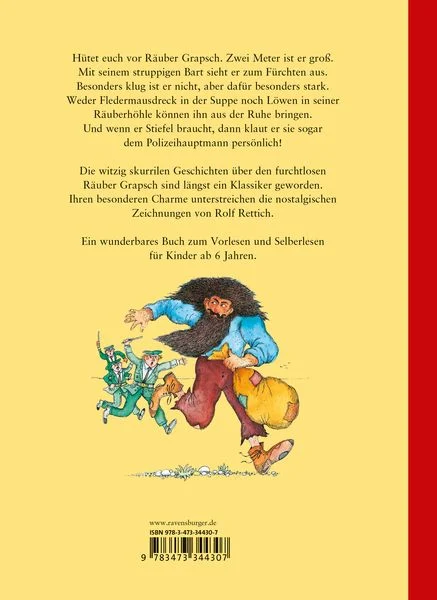 Hütet euch vor Räuber Grapsch. Zwei Meter ist er groß.
Mit seinem struppigen Bart sieht er zum Fürchten aus.
Besonders klug ist er nicht, aber dafür besonders stark.
Weder Fledermausdreck in der Suppe noch Löwen in seiner
Räuberhöhle können ihn aus der Ruhe bringen.
Und wenn er Stiefel braucht, dann klaut er sie sogar
dem Polizeihauptmann persönlich!
Die witzig skurrilen Geschichten über den furchtlosen
Räuber Grapsch sind längst ein Klassiker geworden.
Ihren besonderen Charme unterstreichen die nostalgischen
Zeichnungen von Rolf Rettich.
Ein wunderbares Buch zum Vorlesen und Selberlesen
für Kinder ab 6 Jahren.
www.ravensburger.de
ISBN 978-3-473-34430-7
9 783473 344307